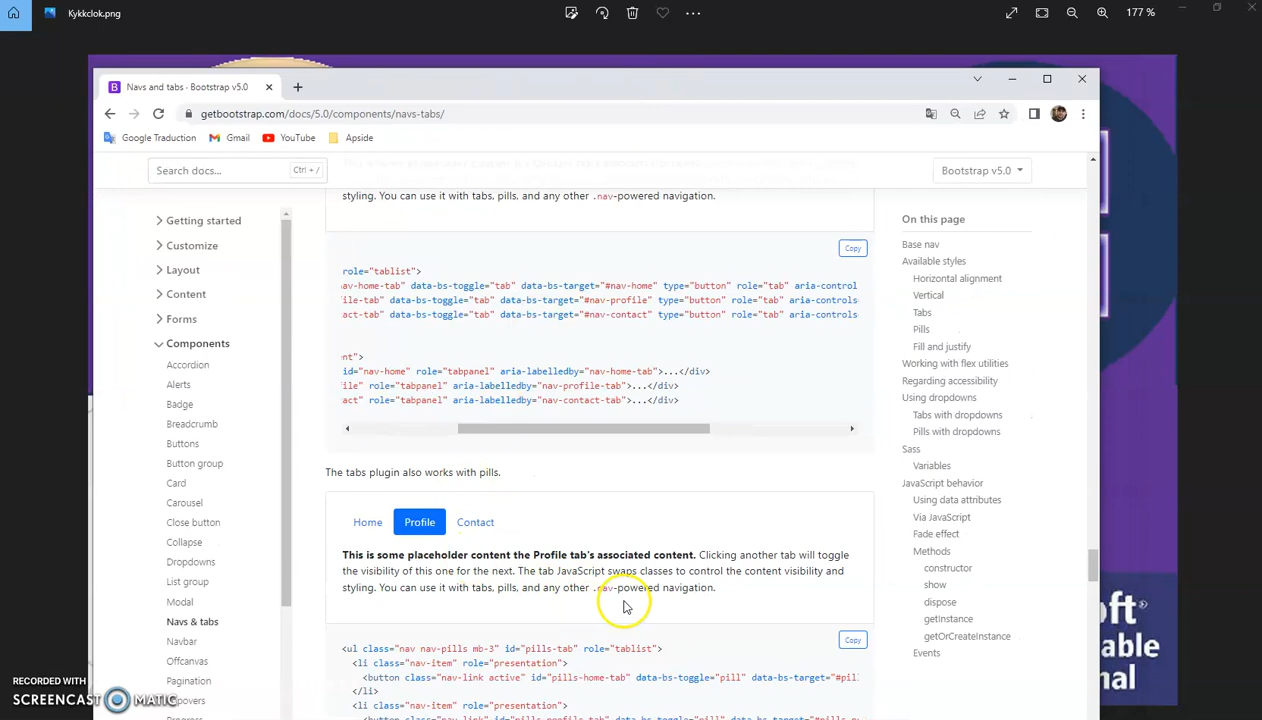 Kykkclok.png
177 %
Navs and tabs · Bootstrap v5.0
getbootstrap.com/docs/5.0/components/navs-tabs/
Google Traduction Gmail YouTube Apside
Search docs... Ctrl + /
Bootstrap v5.0
styling. You can use it with tabs, pills, and any other .nav-powered navigation.
Getting started
Customize
Layout
Content
Forms
Components
Accordion
Alerts
Badge
Breadcrumb
Buttons
Button group
Card
Carousel
Close button
Collapse
Dropdowns
List group
Modal
Navs & tabs
Navbar
Offcanvas
Pagination
Copy
role="tablist">
av-home-tab" data-bs-toggle="tab" data-bs-target="#nav-home" type="button" role="tab" aria-control
file-tab" data-bs-toggle="tab" data-bs-target="#nav-profile" type="button" role="tab" aria-control
act-tab" data-bs-toggle="tab" data-bs-target="#nav-contact" type="button" role="tab" aria-controls
nt">
id="nav-home" role="tabpanel" aria-labelledby="nav-home-tab">...</div>
file" role="tabpanel" aria-labelledby="nav-profile-tab">...</div>
act" role="tabpanel" aria-labelledby="nav-contact-tab">...</div>
The tabs plugin also works with pills.
Home Profile Contact
This is some placeholder content the Profile tab's associated content. Clicking another tab will toggle
the visibility of this one for the next. The tab JavaScript swaps classes to control the content visibility and
styling. You can use it with tabs, pills, and any other .nav-powered navigation.
Copy
<ul class="nav nav-pills mb-3" id="pills-tab" role="tablist">
<li class="nav-item" role="presentation">
<button class="nav-link active" id="pills-home-tab" data-bs-toggle="pill" data-bs-target="#pil
</li>
<li class="nav-item" role="presentation">
On this page
Base nav
Available styles
Horizontal alignment
Vertical
Tabs
Pills
Fill and justify
Working with flex utilities
Regarding accessibility
Using dropdowns
Tabs with dropdowns
Pills with dropdowns
Sass
Variables
JavaScript behavior
Using data attributes
Via JavaScript
Fade effect
Methods
constructor
show
dispose
getInstance
getOrCreateInstance
Events
oft
able
nal
RECORDED WITH
SCREENCAST MATIC